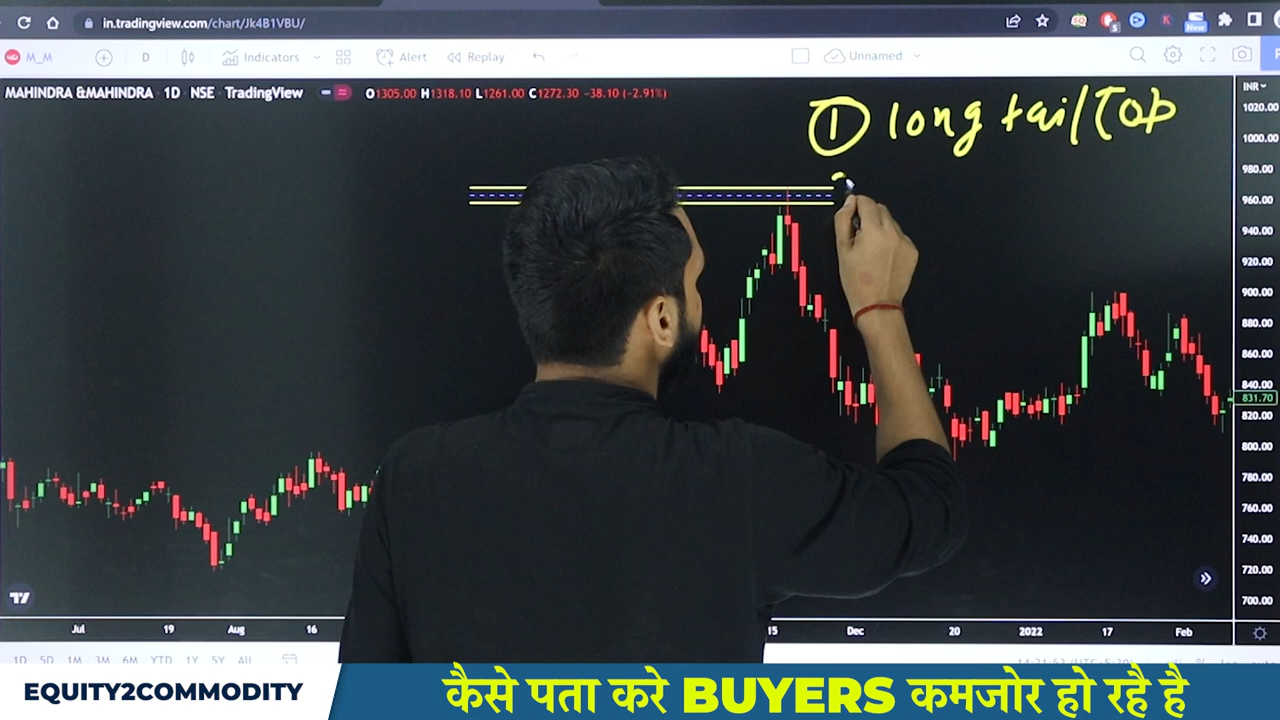 in.tradingview.com/chart/Jk4B1VBU/
New
M_M D Indicators Alert Replay Unnamed
MAHINDRA &MAHINDRA 1D NSE TradingView O1305.00 H1318.10 L1261.00 C1272.30 -38.10 (-2.91%)
INR
① long tail/Top
1020.00
1000.00
980.00
960.00
940.00
920.00
900.00
880.00
860.00
840.00
831.70
820.00
800.00
780.00
760.00
740.00
720.00
700.00
Jul 19 Aug 16 15 Dec 20 2022 17 Feb
1D 5D 1M 3M 6M YTD 1Y 5Y All
EQUITY2COMMODITY
कैसे पता करे BUYERS कमजोर हो रहै है